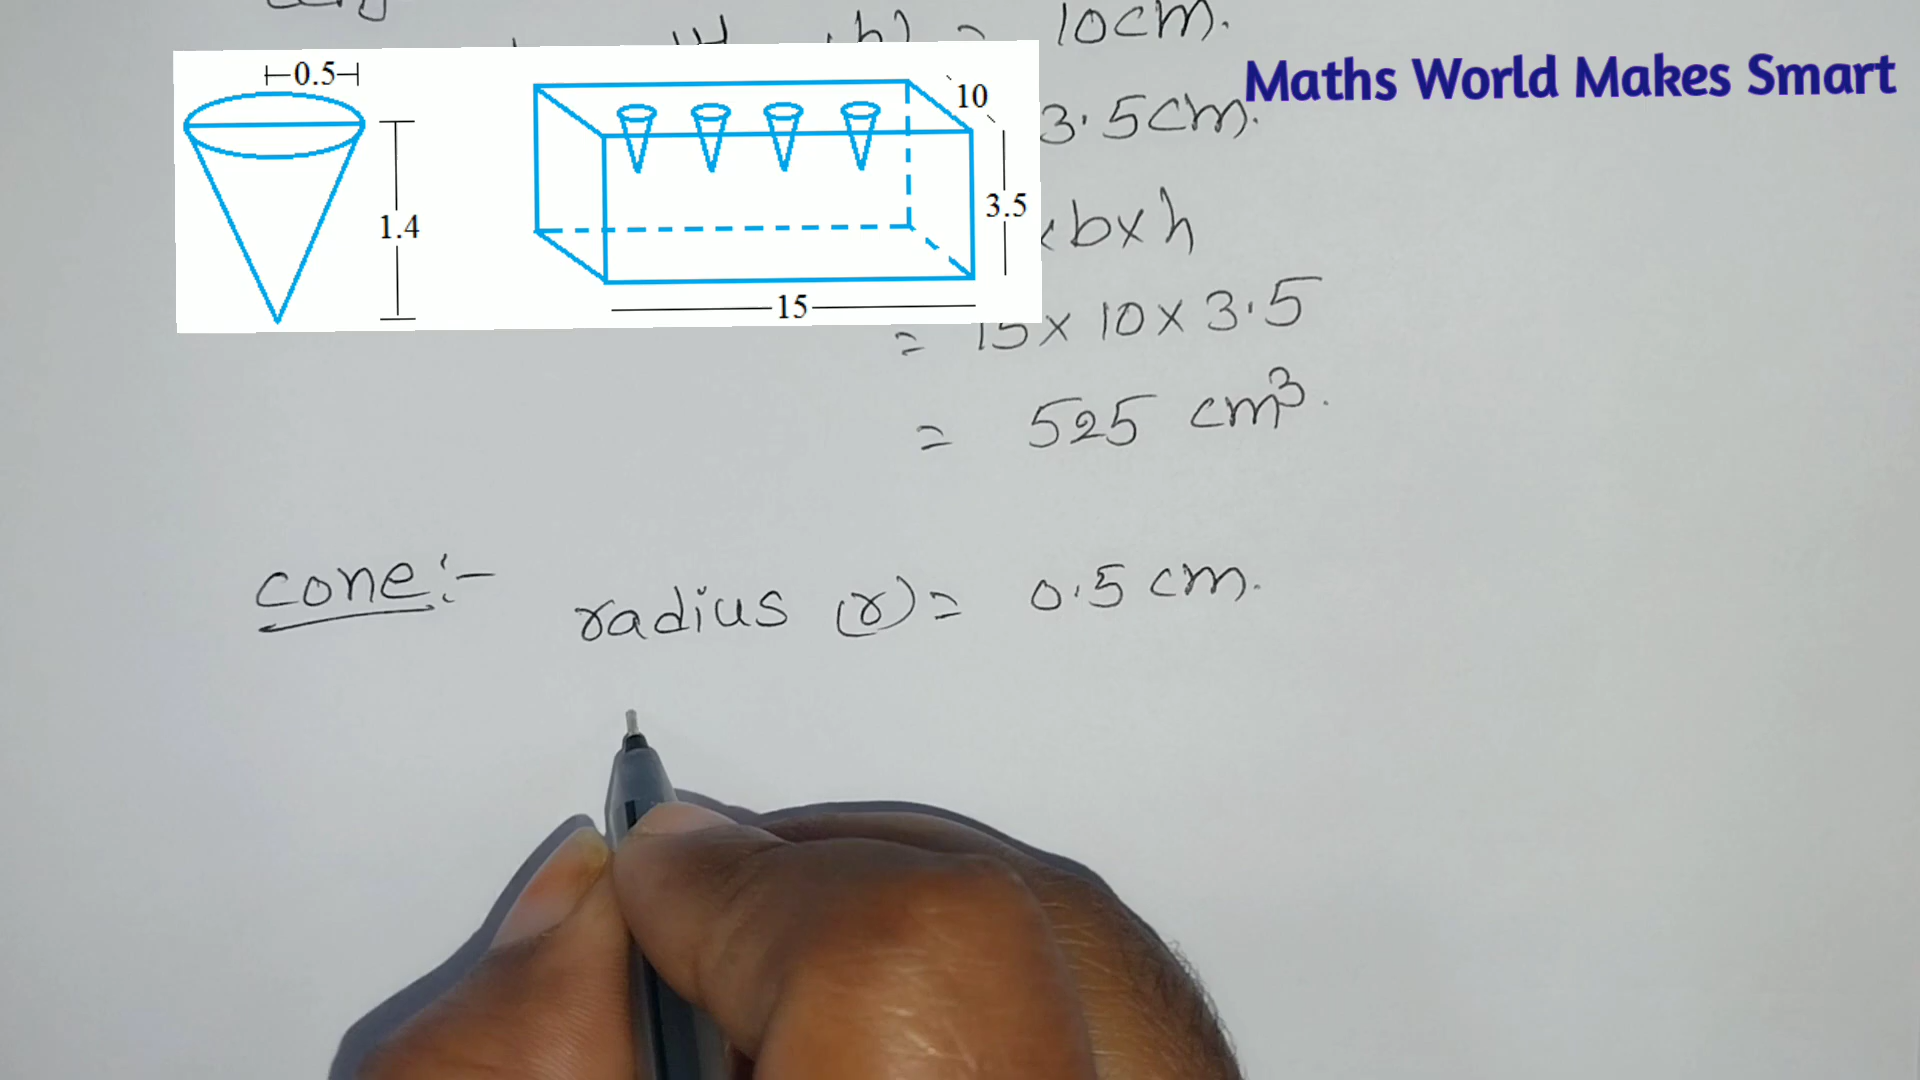 10cm.
Maths World Makes Smart
0.5
10
3.5cm.
1.4
3.5
bxh
15
= 15 x 10 x 3.5
= 525 cm³.
cone:- radius (r) = 0.5 cm.